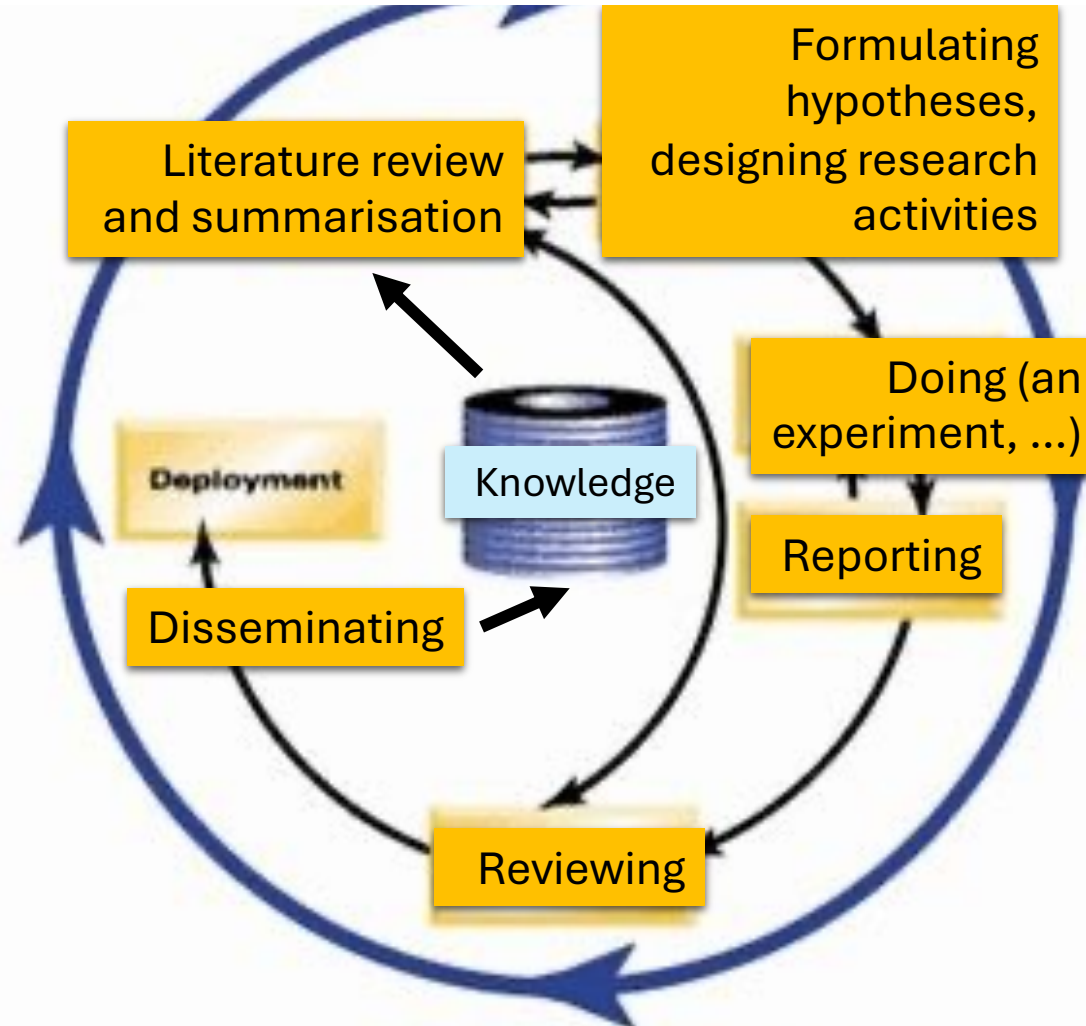 Formulating
hypotheses,
designing research
activities
Literature review
and summarisation
Doing (an
experiment, ...)
Knowledge
Deployment
Reporting
Disseminating
Reviewing